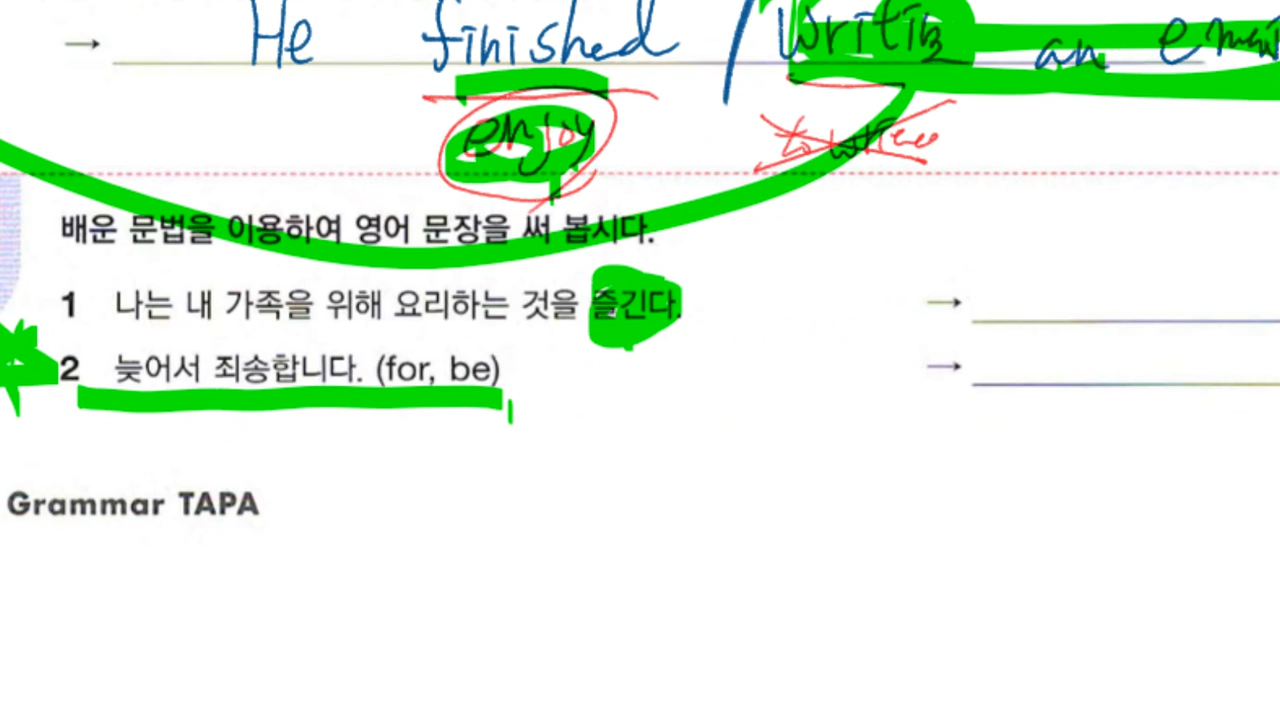 → He finished / writing an email
enjoy to write
배운 문법을 이용하여 영어 문장을 써 봅시다.
1 나는 내 가족을 위해 요리하는 것을 즐긴다. →
2 늦어서 죄송합니다. (for, be) →
Grammar TAPA